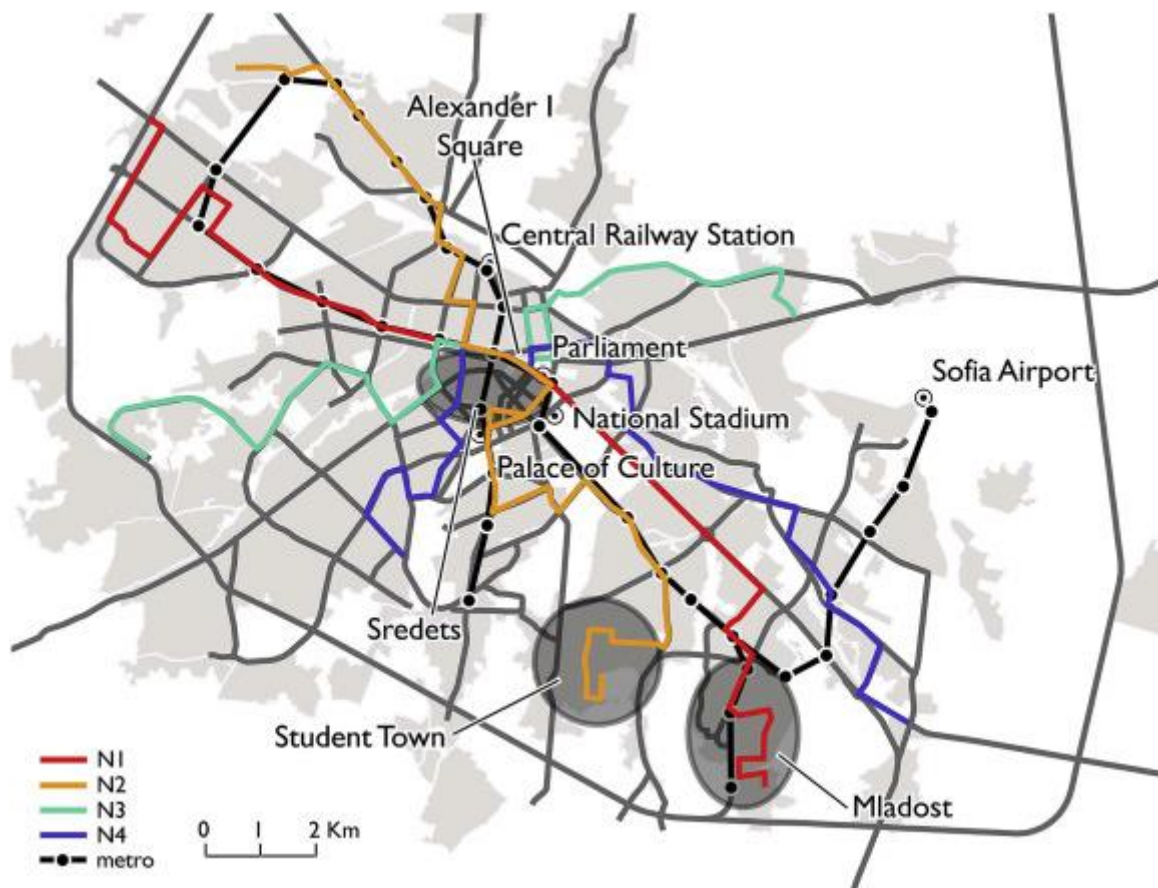 Alexander I
Square
Central Railway Station
Parliament
Sofia Airport
National Stadium
Palace of Culture
Sredets
Student Town
Mladost
N1
N2
N3
N4
metro
0 1 2 Km